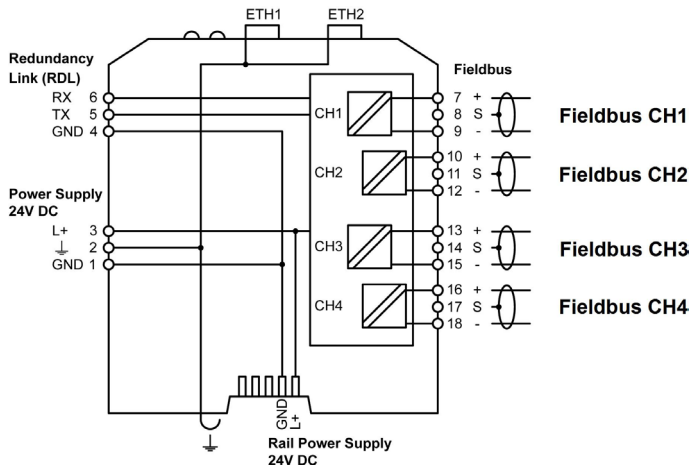 ETH1 ETH2
Redundancy
Link (RDL)
Fieldbus
RX 6
TX 5
GND 4
CH1
7 +
8 S
9 -
Fieldbus CH1
CH2
10 +
11 S
12 -
Fieldbus CH2
Power Supply
24V DC
L+ 3
2
GND 1
CH3
13 +
14 S
15 -
Fieldbus CH3
CH4
16 +
17 S
18 -
Fieldbus CH4
GND
L+
Rail Power Supply
24V DC